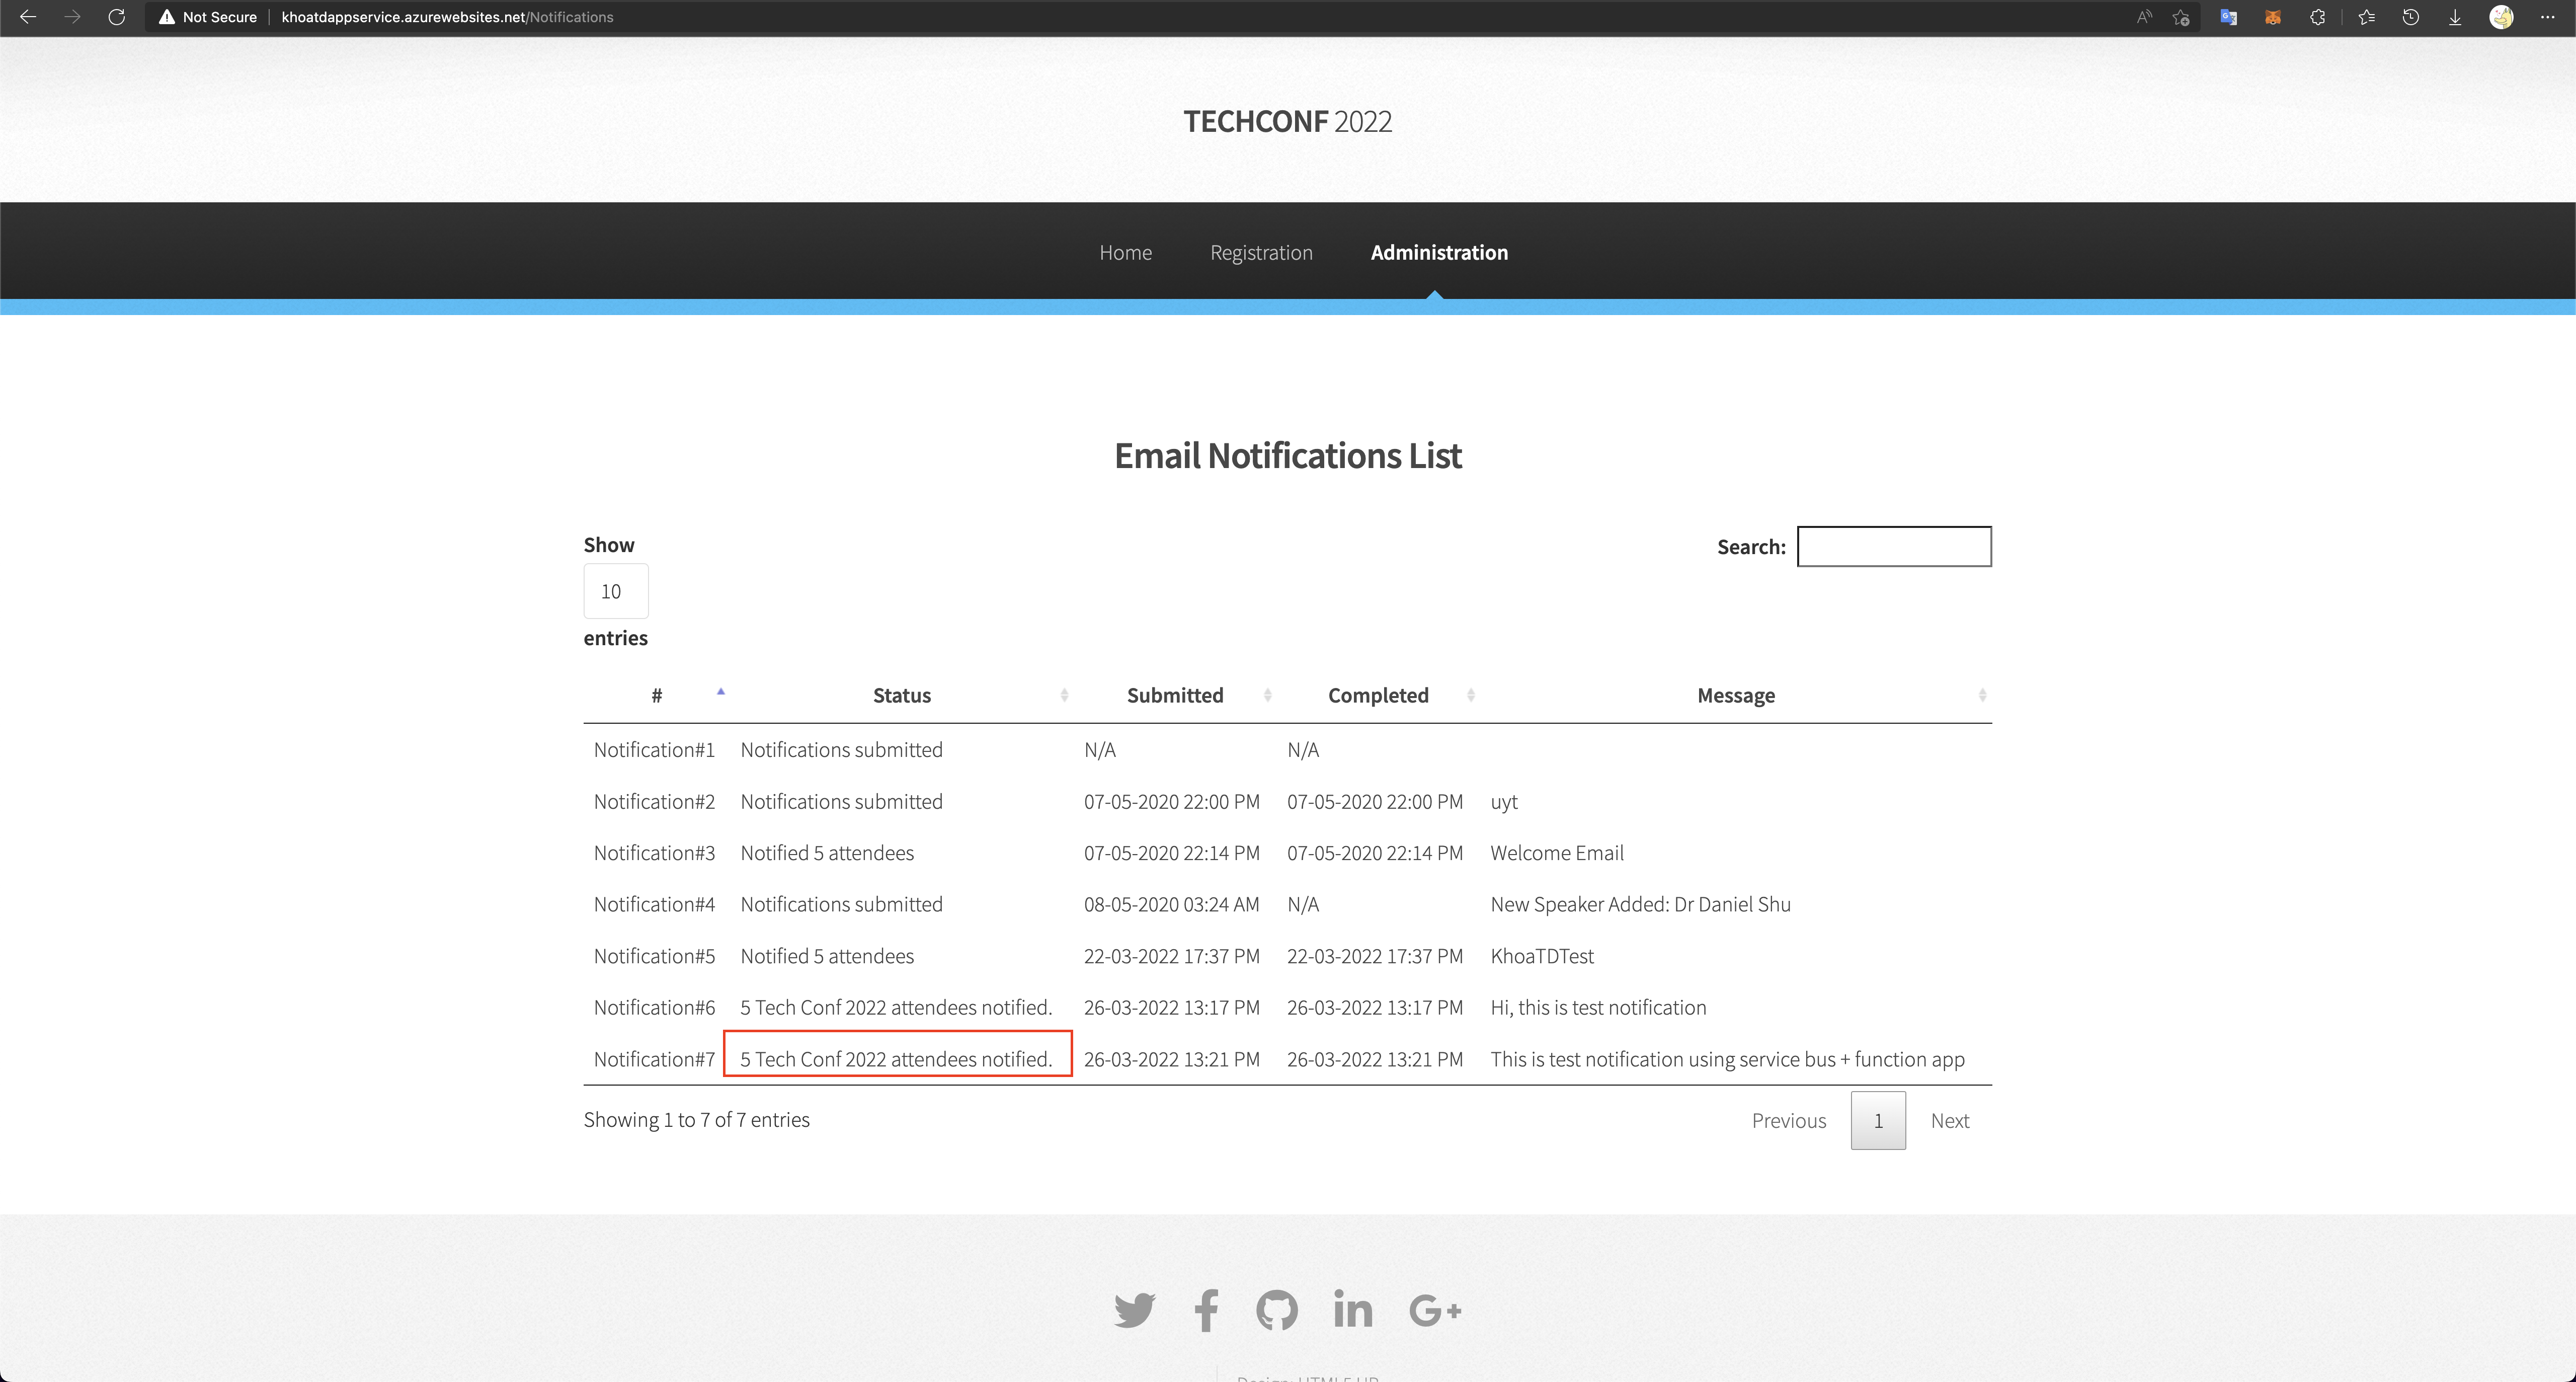 Not Secure khoatdappservice.azurewebsites.net/Notifications
TECHCONF 2022
Home Registration Administration
Email Notifications List
Show
10
entries
Search:
# Status Submitted Completed Message
Notification#1 Notifications submitted N/A N/A
Notification#2 Notifications submitted 07-05-2020 22:00 PM 07-05-2020 22:00 PM uyt
Notification#3 Notified 5 attendees 07-05-2020 22:14 PM 07-05-2020 22:14 PM Welcome Email
Notification#4 Notifications submitted 08-05-2020 03:24 AM N/A New Speaker Added: Dr Daniel Shu
Notification#5 Notified 5 attendees 22-03-2022 17:37 PM 22-03-2022 17:37 PM KhoaTDTest
Notification#6 5 Tech Conf 2022 attendees notified. 26-03-2022 13:17 PM 26-03-2022 13:17 PM Hi, this is test notification
Notification#7 5 Tech Conf 2022 attendees notified. 26-03-2022 13:21 PM 26-03-2022 13:21 PM This is test notification using service bus + function app
Showing 1 to 7 of 7 entries
Previous 1 Next